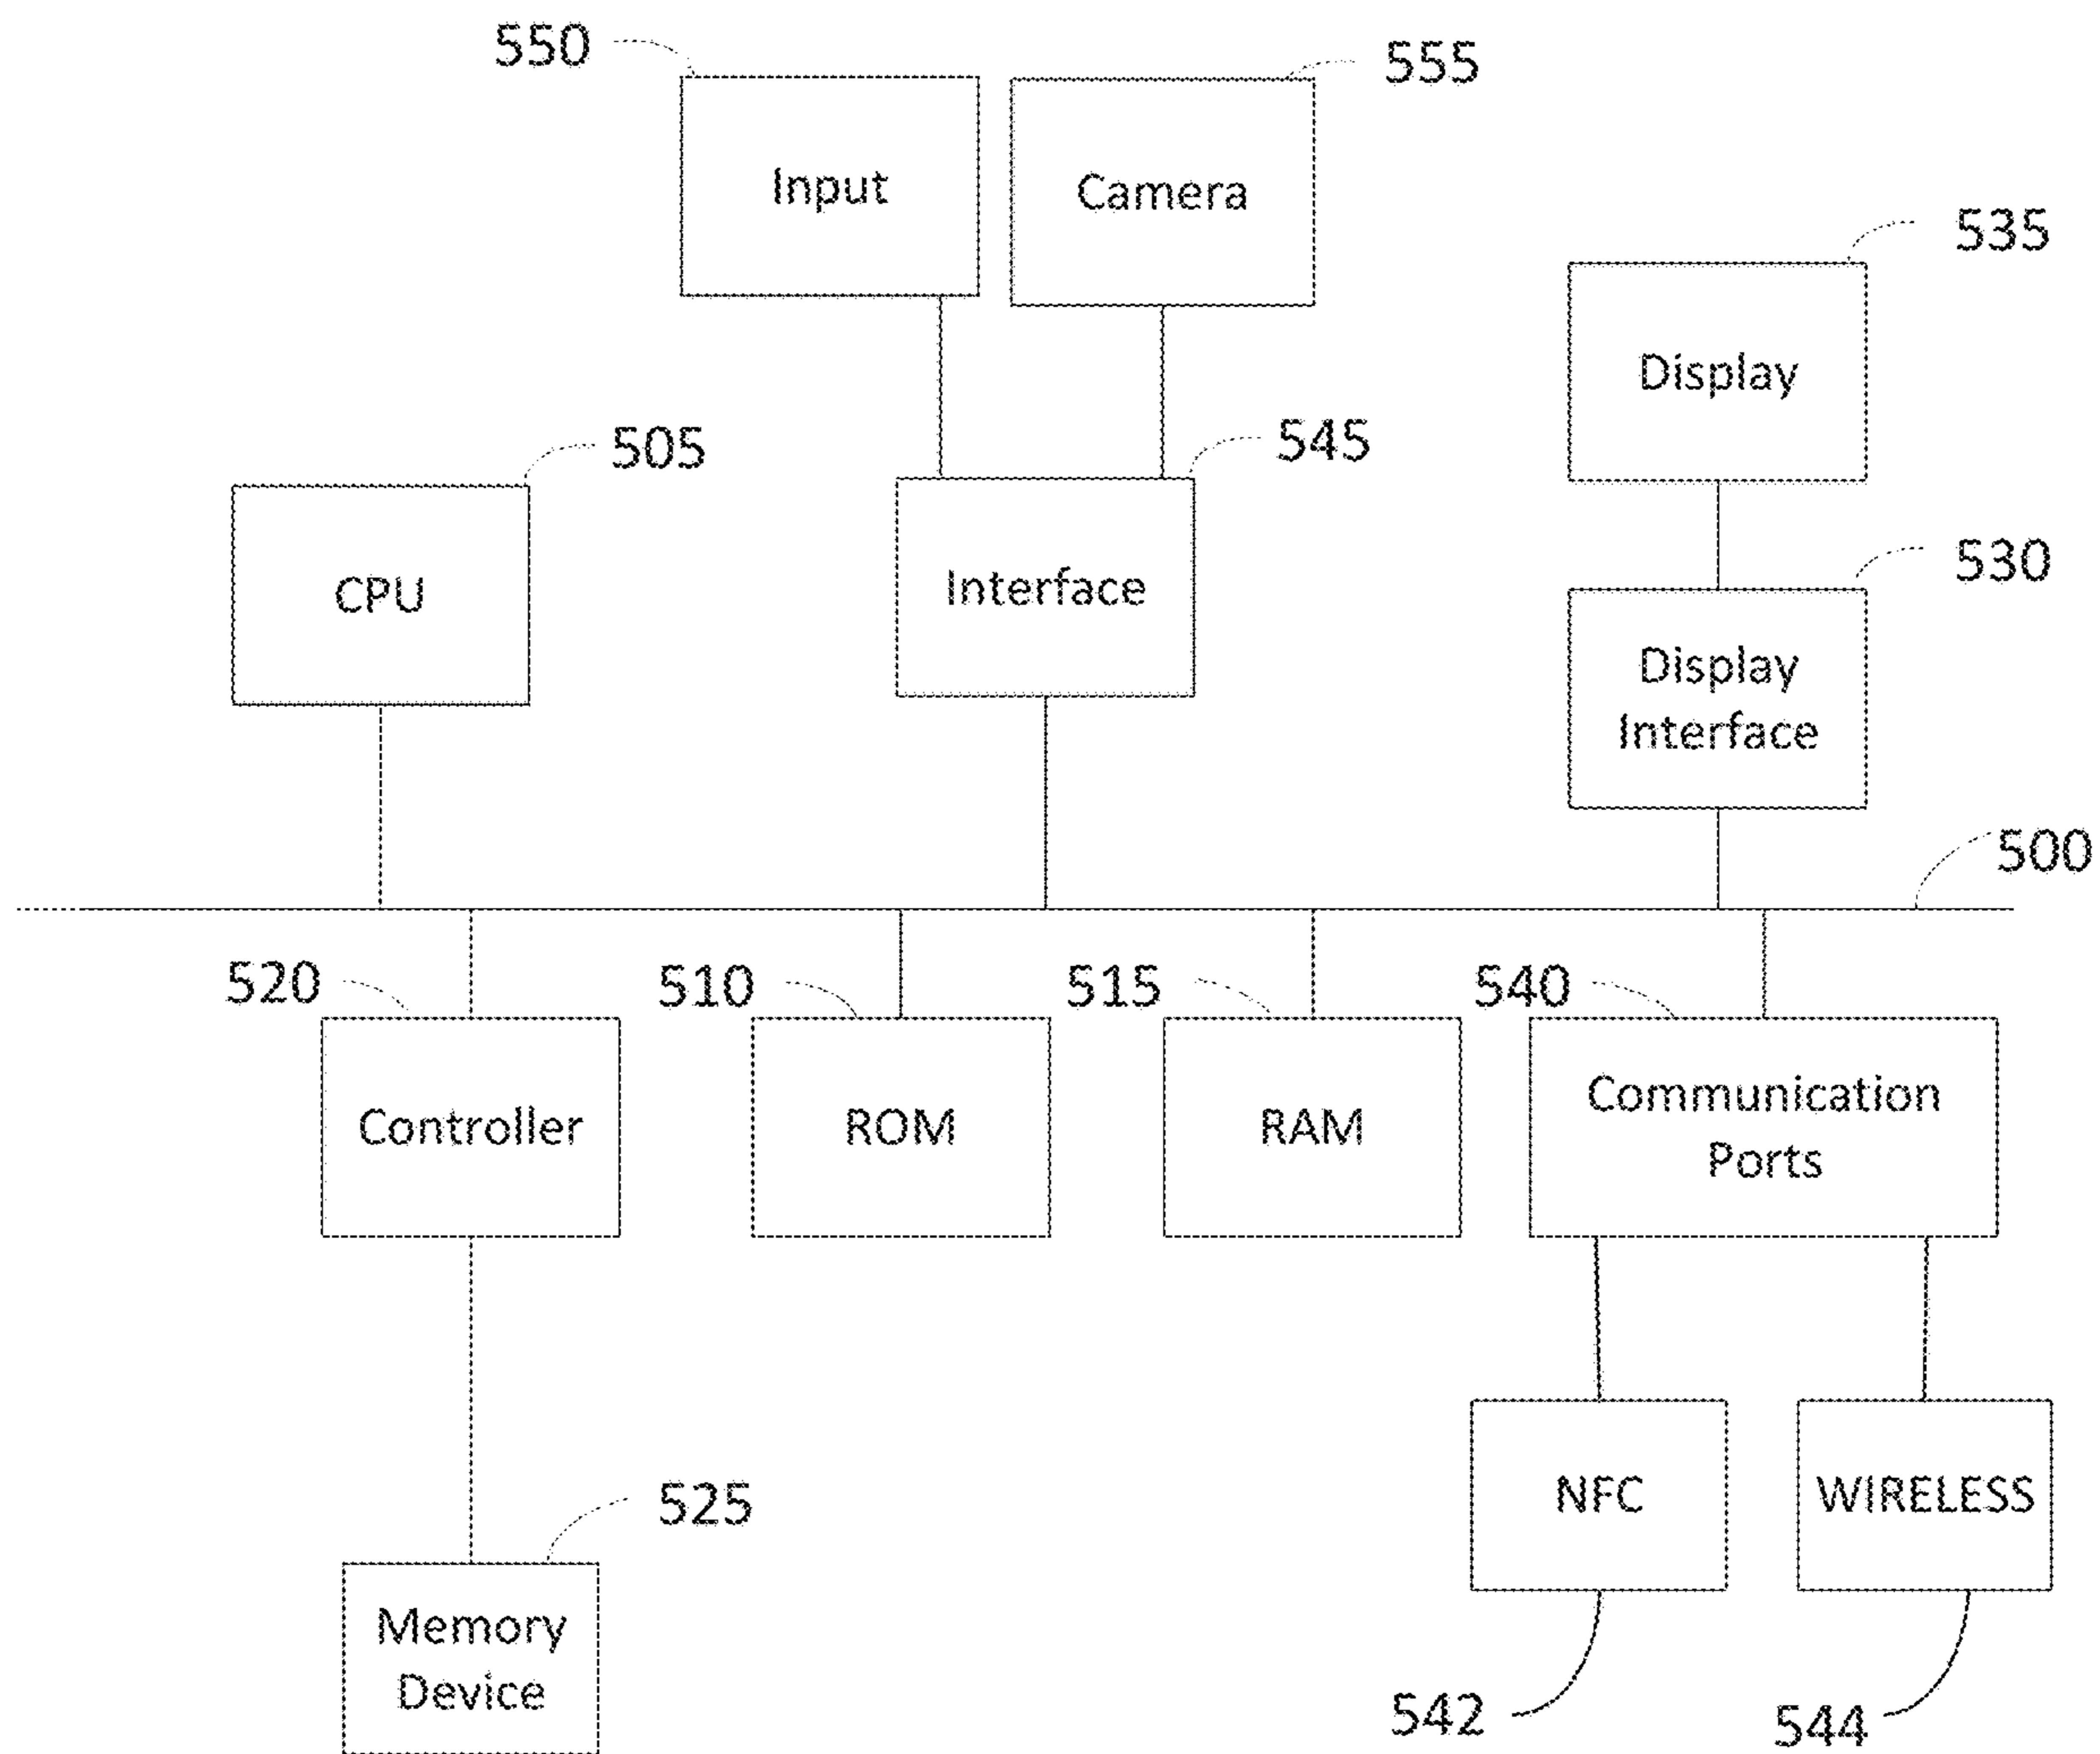 550
555
Input
Camera
535
Display
505
545
CPU
Interface
530
Display
Interface
500
520
510
515
540
Controller
ROM
RAM
Communication
Ports
525
NFC
WIRELESS
Memory
Device
542
544